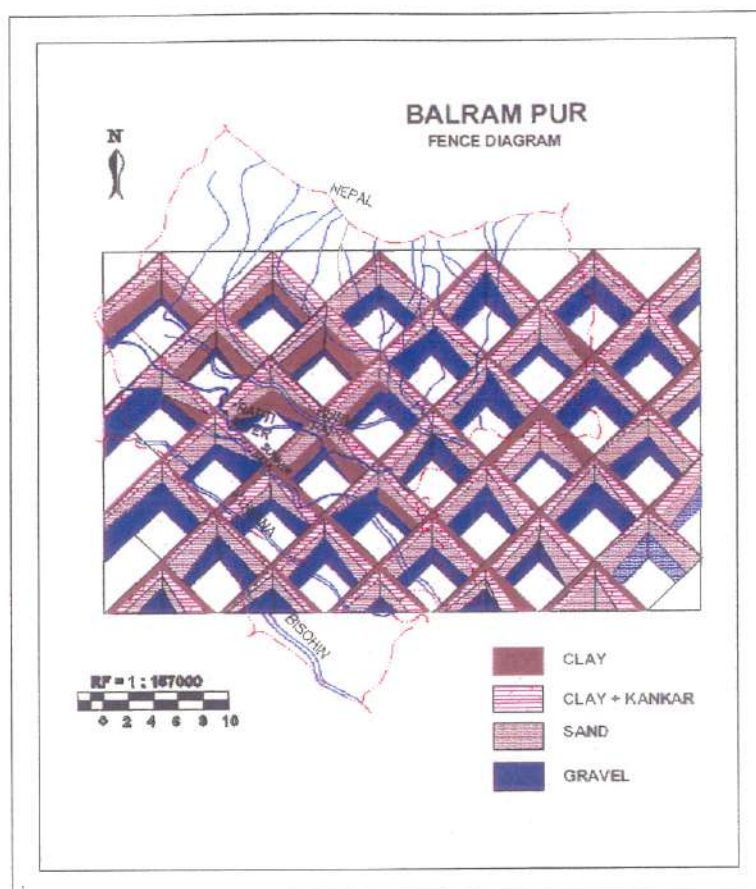 BALRAM PUR
FENCE DIAGRAM
N
NEPAL
RAPTI
RIVER
BISOHIN
RF = 1 : 157000
0 2 4 6 8 10
CLAY
CLAY + KANKAR
SAND
GRAVEL